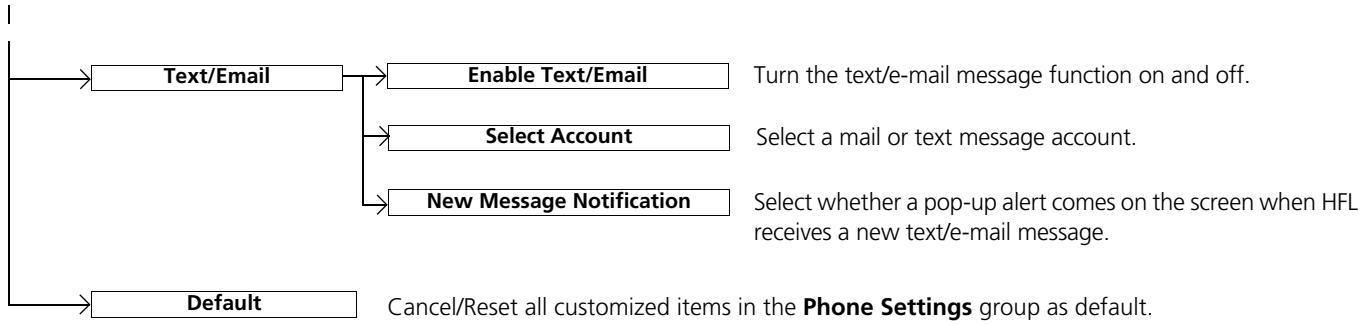 Text/Email
Enable Text/Email
Turn the text/e-mail message function on and off.
Select Account
Select a mail or text message account.
New Message Notification
Select whether a pop-up alert comes on the screen when HFL
receives a new text/e-mail message.
Default
Cancel/Reset all customized items in the Phone Settings group as default.